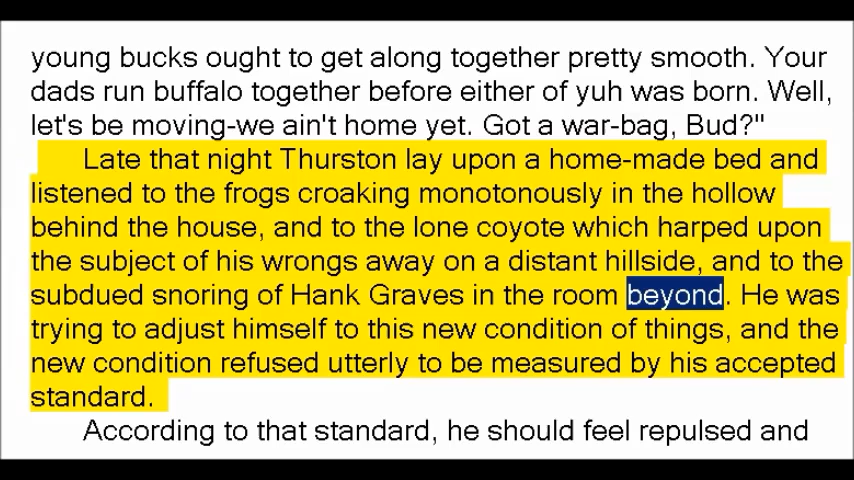 young bucks ought to get along together pretty smooth. Your
dads run buffalo together before either of yuh was born. Well,
let's be moving-we ain't home yet. Got a war-bag, Bud?"
Late that night Thurston lay upon a home-made bed and
listened to the frogs croaking monotonously in the hollow
behind the house, and to the lone coyote which harped upon
the subject of his wrongs away on a distant hillside, and to the
subdued snoring of Hank Graves in the room beyond. He was
trying to adjust himself to this new condition of things, and the
new condition refused utterly to be measured by his accepted
standard.
According to that standard, he should feel repulsed and